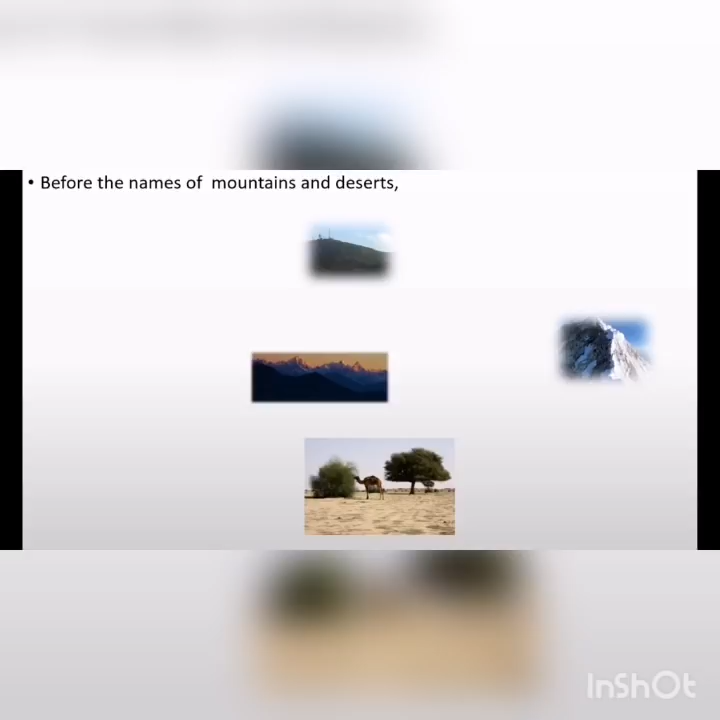 • Before the names of  mountains and deserts,
InShOt